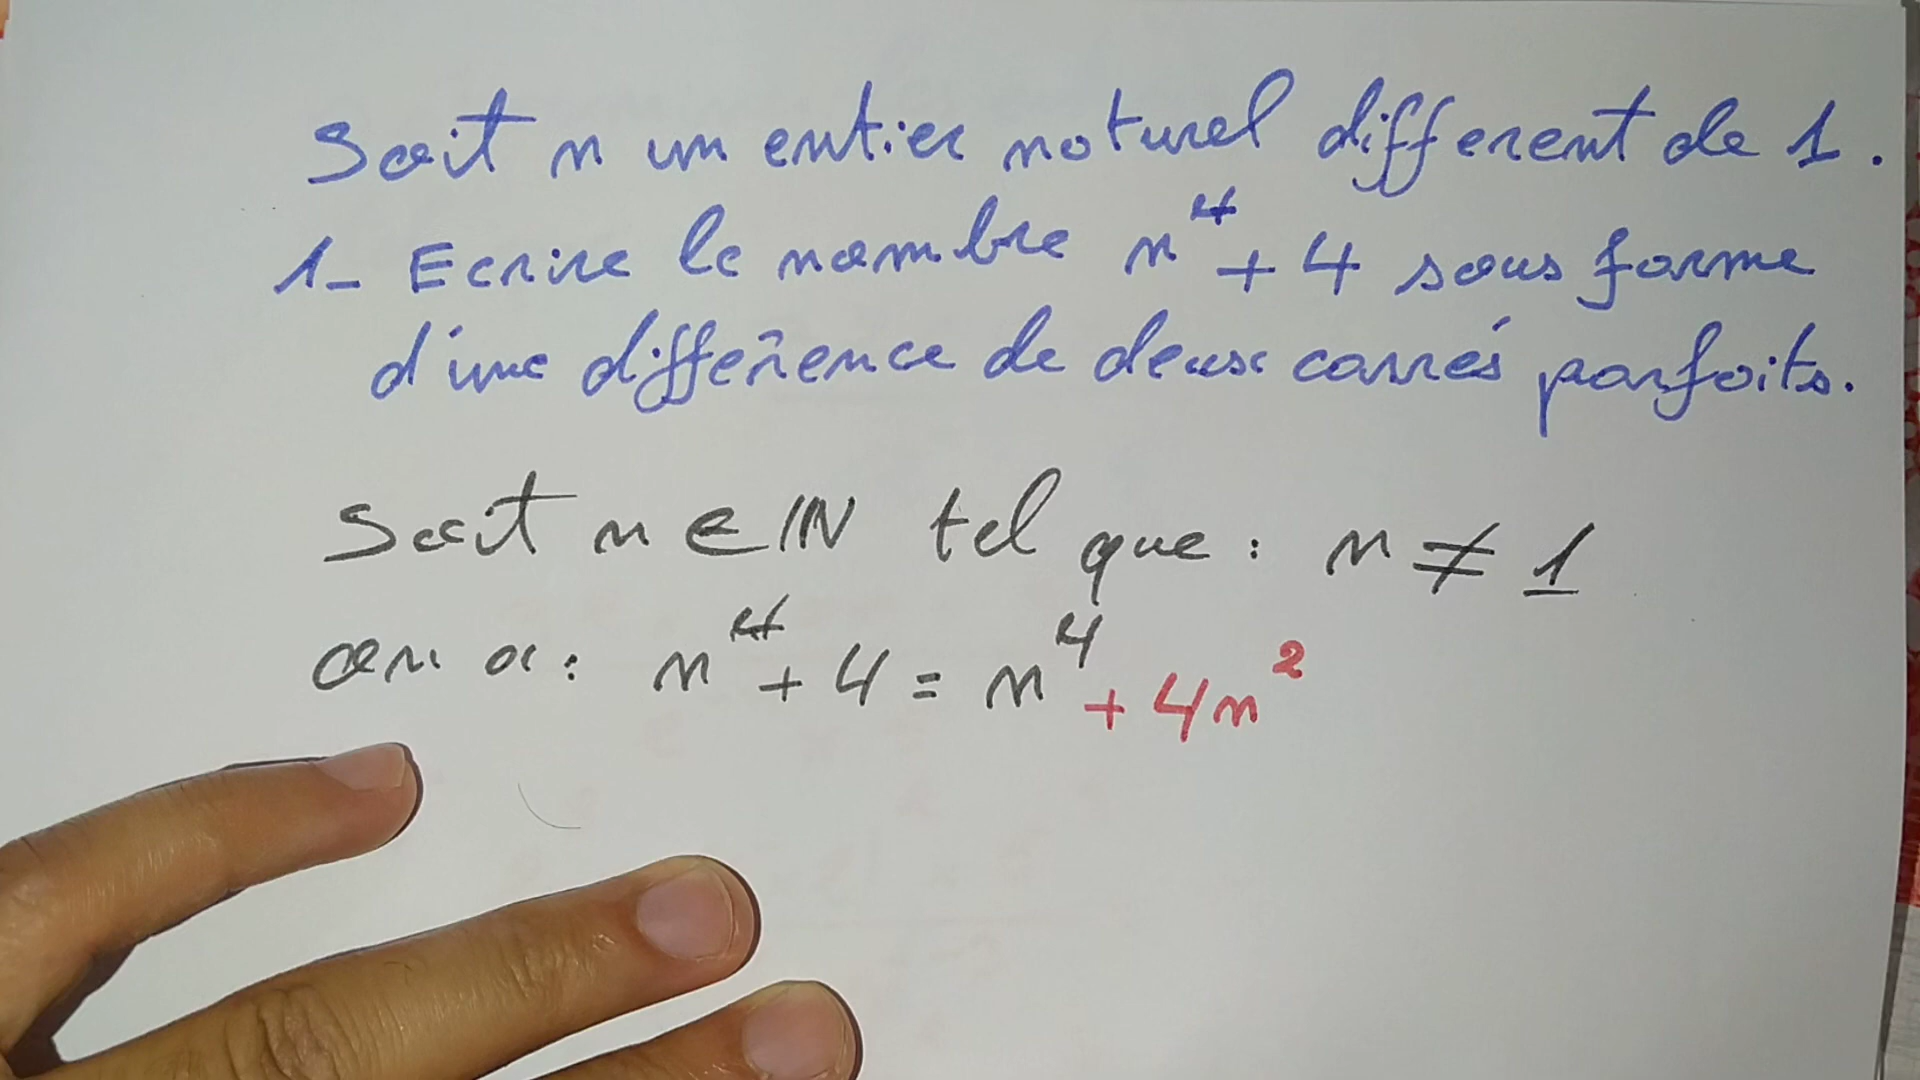 Soit n un entier naturel different de 1.
1- Ecrire le nombre n⁴ + 4 sous forme
d'une différence de deux carrés parfaits.
Soit n ∈ ℕ tel que : n ≠ 1
on a : n⁴ + 4 = n⁴ + 4n²